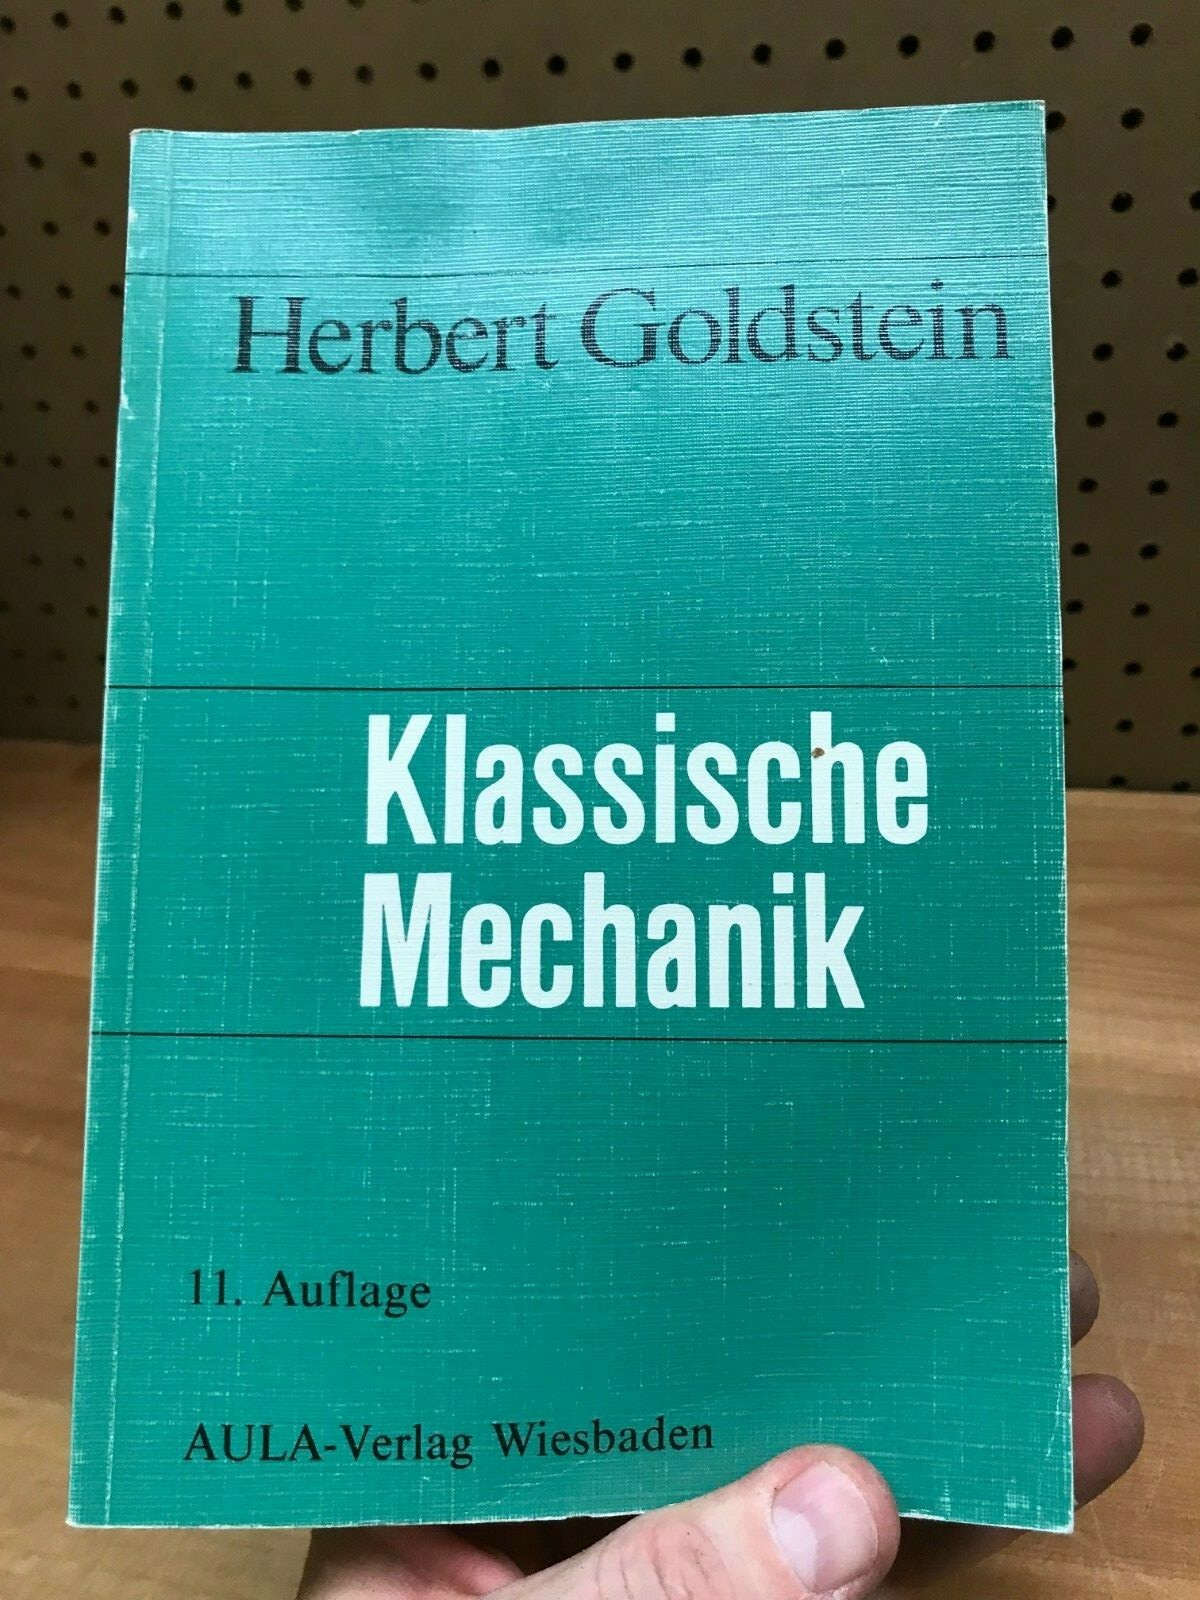 Herbert Goldstein
Klassische
Mechanik
11. Auflage
AULA-Verlag Wiesbaden